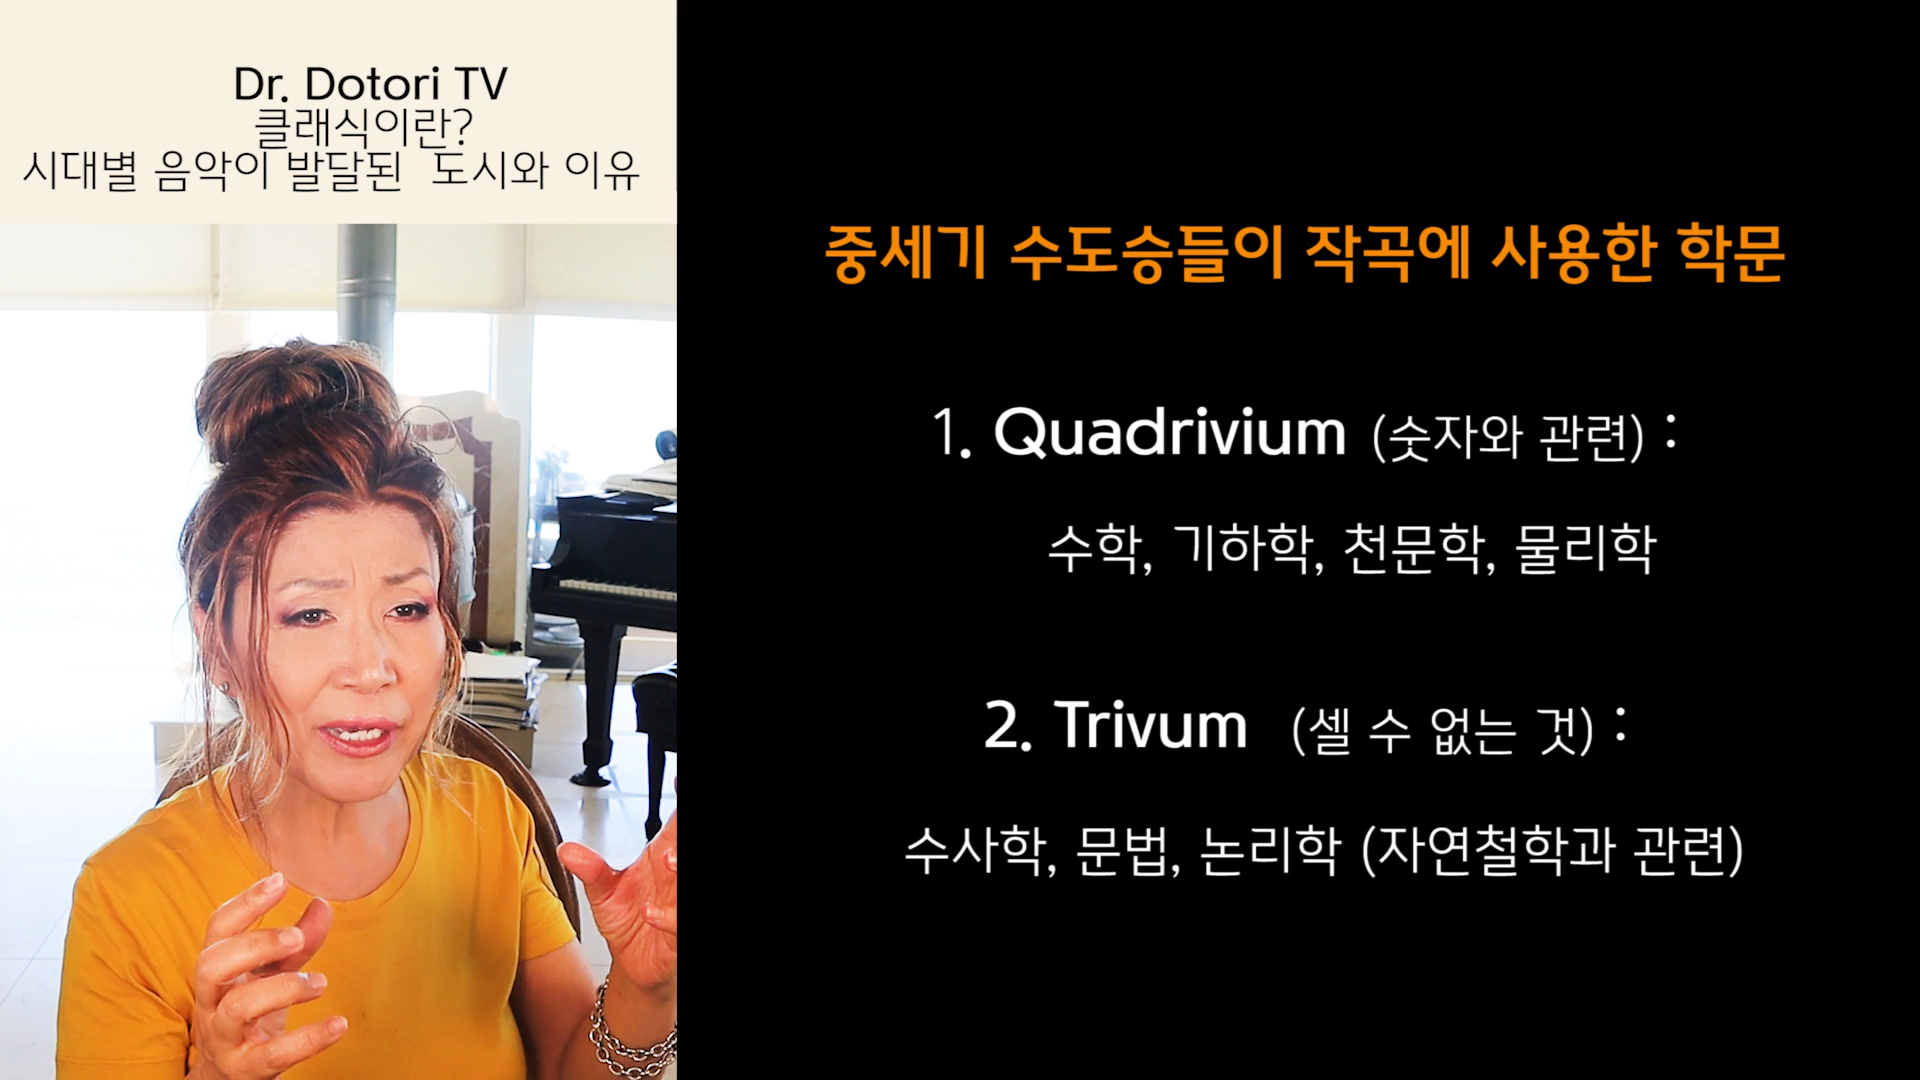 Dr. Dotori TV
클래식이란?
시대별 음악이 발달된 도시와 이유
중세기 수도승들이 작곡에 사용한 학문
1. Quadrivium (숫자와 관련) :
수학, 기하학, 천문학, 물리학
2. Trivum (셀 수 없는 것) :
수사학, 문법, 논리학 (자연철학과 관련)